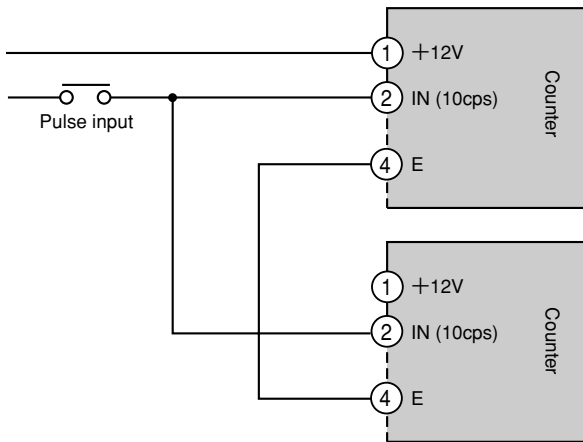 1 +12V
2 IN (10cps)
Pulse input
4 E
Counter
1 +12V
2 IN (10cps)
4 E
Counter